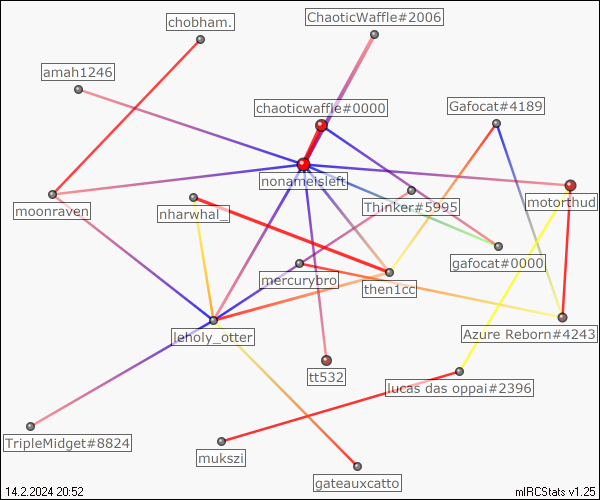 ChaoticWaffle#2006
chobham.
amah1246
chaoticwaffle#0000
Gafocat#4189
nonameisleft
motorthud
Thinker#5995
moonraven
nharwhal_
gafocat#0000
mercurybro
then1cc
leholy_otter
Azure Reborn#4243
tt532
lucas das oppai#2396
TripleMidget#8824
mukszi
gateauxcatto
14.2.2024 20:52
mIRCStats v1.25